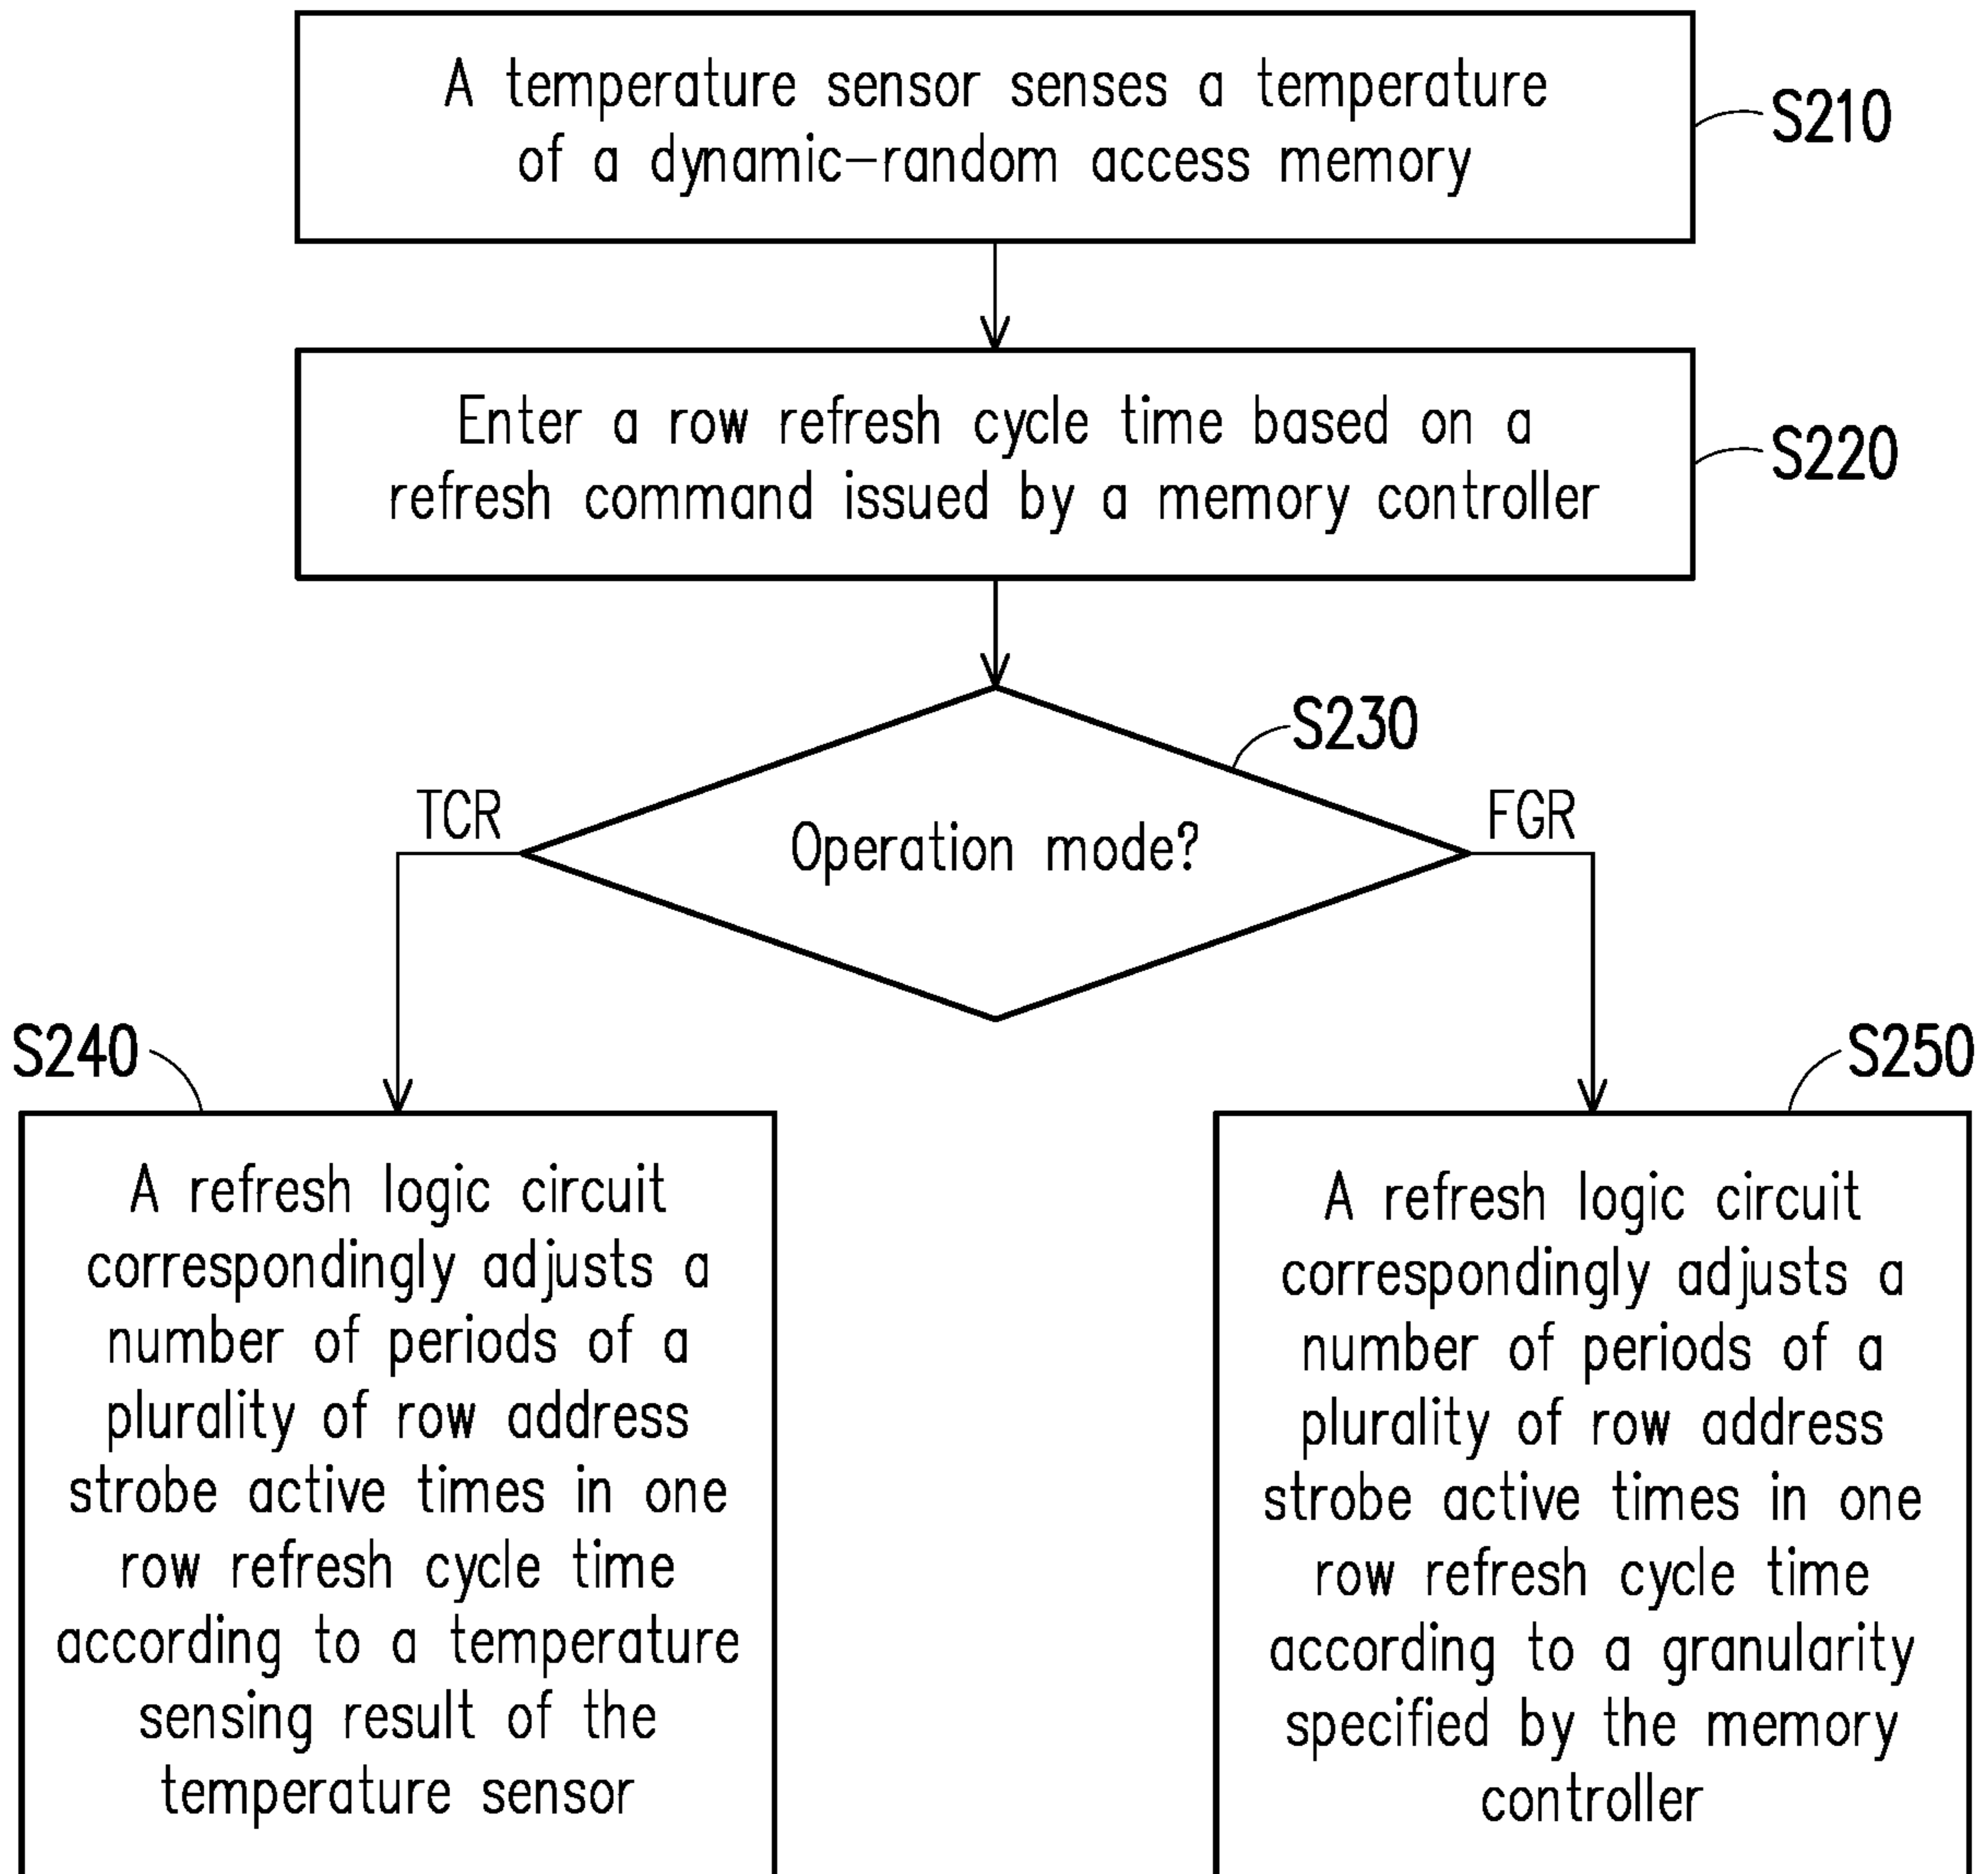 A temperature sensor senses a temperature
of a dynamic-random access memory
S210
Enter a row refresh cycle time based on a
refresh command issued by a memory controller
S220
S230
TCR
Operation mode?
FGR
S240
A refresh logic circuit
correspondingly adjusts a
number of periods of a
plurality of row address
strobe active times in one
row refresh cycle time
according to a temperature
sensing result of the
temperature sensor
S250
A refresh logic circuit
correspondingly adjusts a
number of periods of a
plurality of row address
strobe active times in one
row refresh cycle time
according to a granularity
specified by the memory
controller